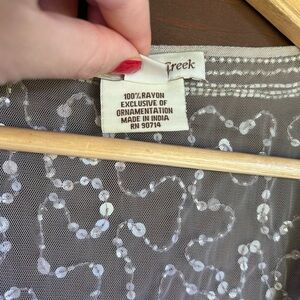 Creek
100% RAYON
EXCLUSIVE OF
ORNAMENTATION
MADE IN INDIA
RN 90714